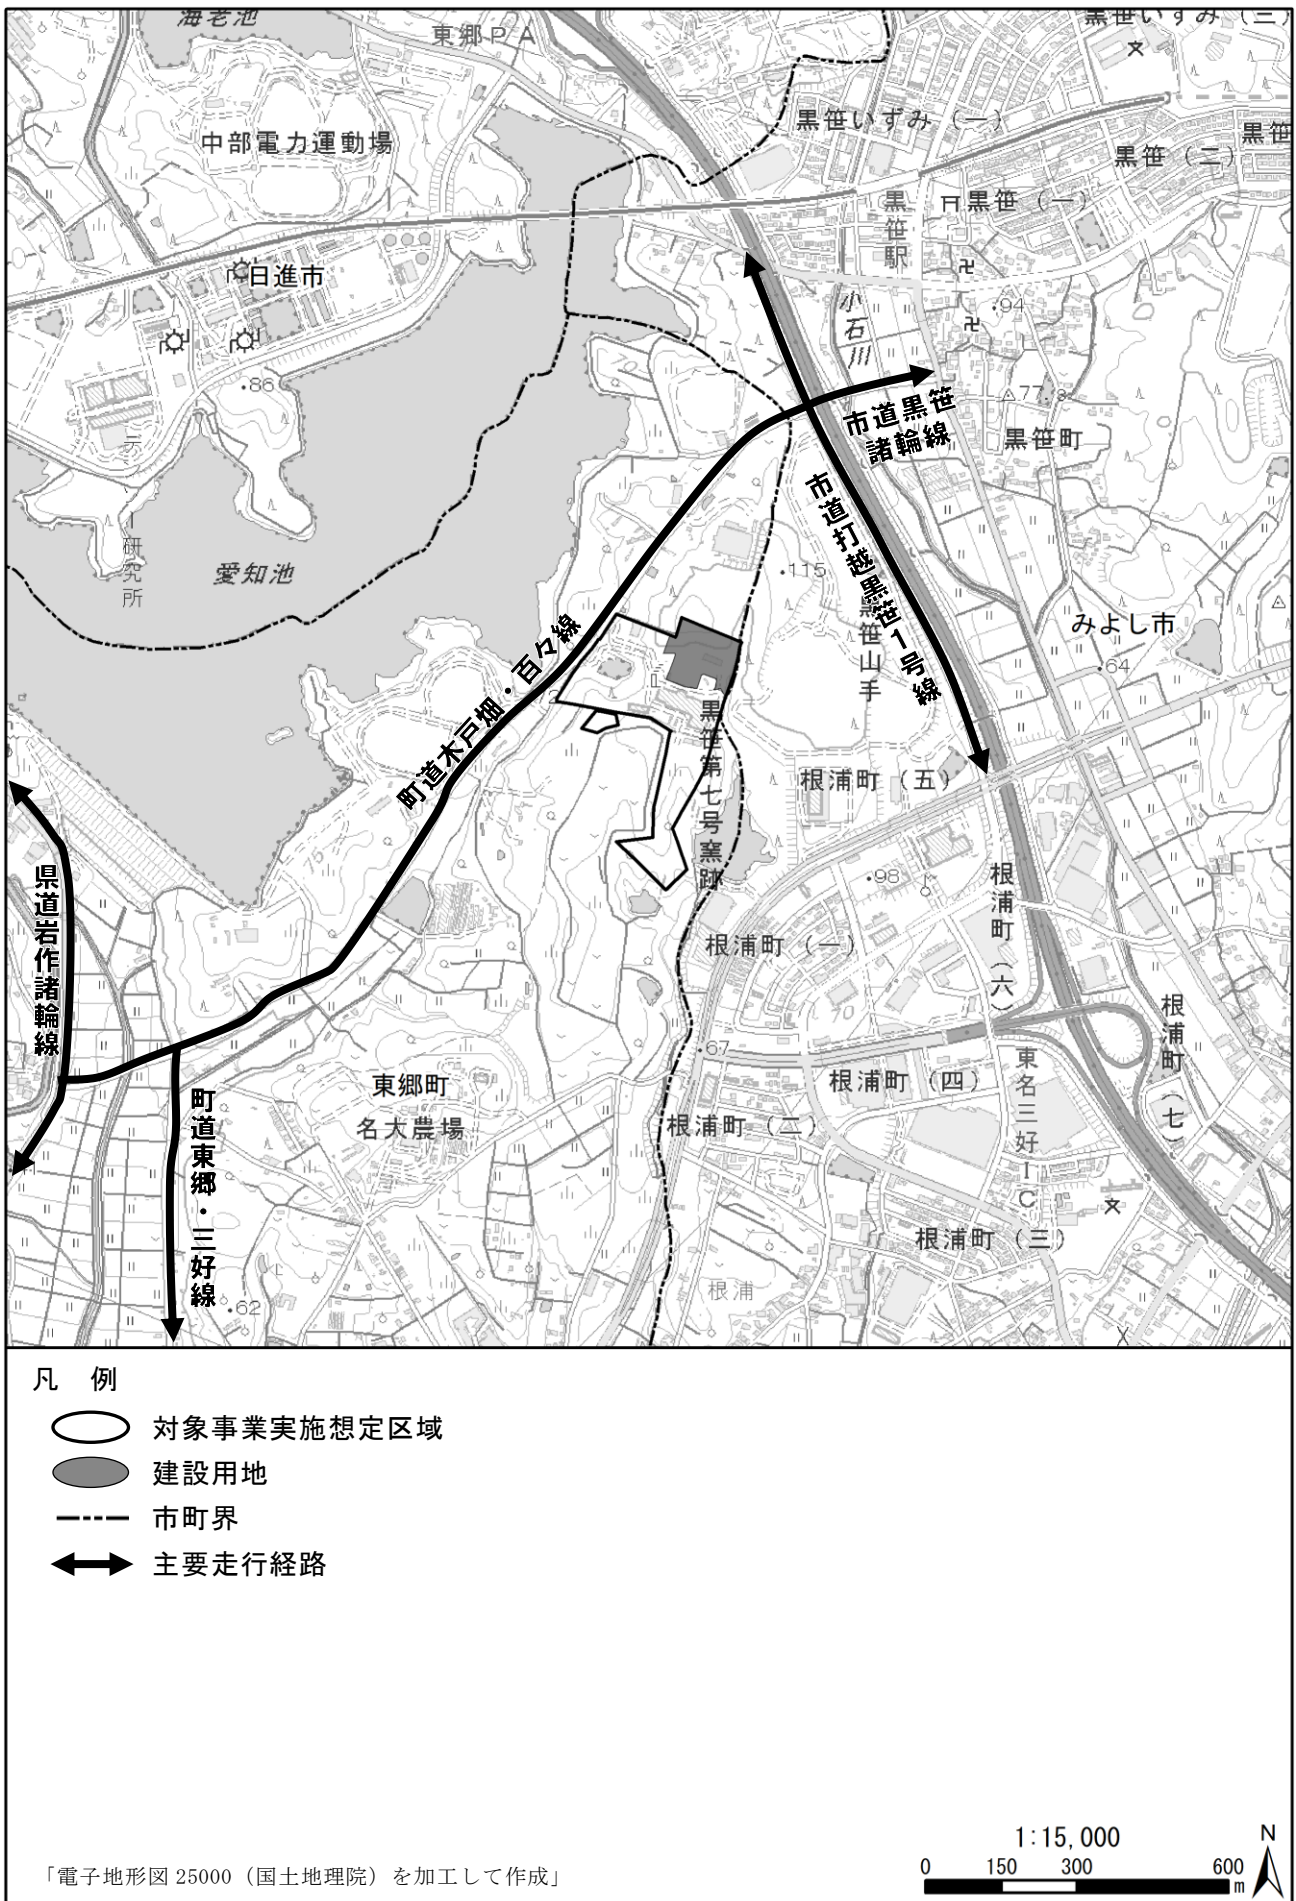 海老池
東郷PA
黒笹いずみ(三)
中部電力運動場
黒笹いずみ(一)
黒笹(二)
黒笹
黒笹(一)
黒笹駅
日進市
小石川
・94
・86
市道黒笹
諸輪線
77.
黒笹町
研究所
愛知池
・115
市道打越黒笹1号線
黒笹山手
みよし市
・64
町道木戸畑・百々線
黒笹第七号窯跡
根浦町(五)
県道岩作諸輪線
・98
根浦町(六)
根浦町(一)
70
根浦町(七)
・67
東郷町
名大農場
根浦町(四)
東名三好IC
根浦町(二)
町道東郷・三好線
根浦町(三)
根浦
・62
凡 例
対象事業実施想定区域
建設用地
市町界
主要走行経路
1:15,000
N
0 150 300 600
m
「電子地形図 25000(国土地理院)を加工して作成」